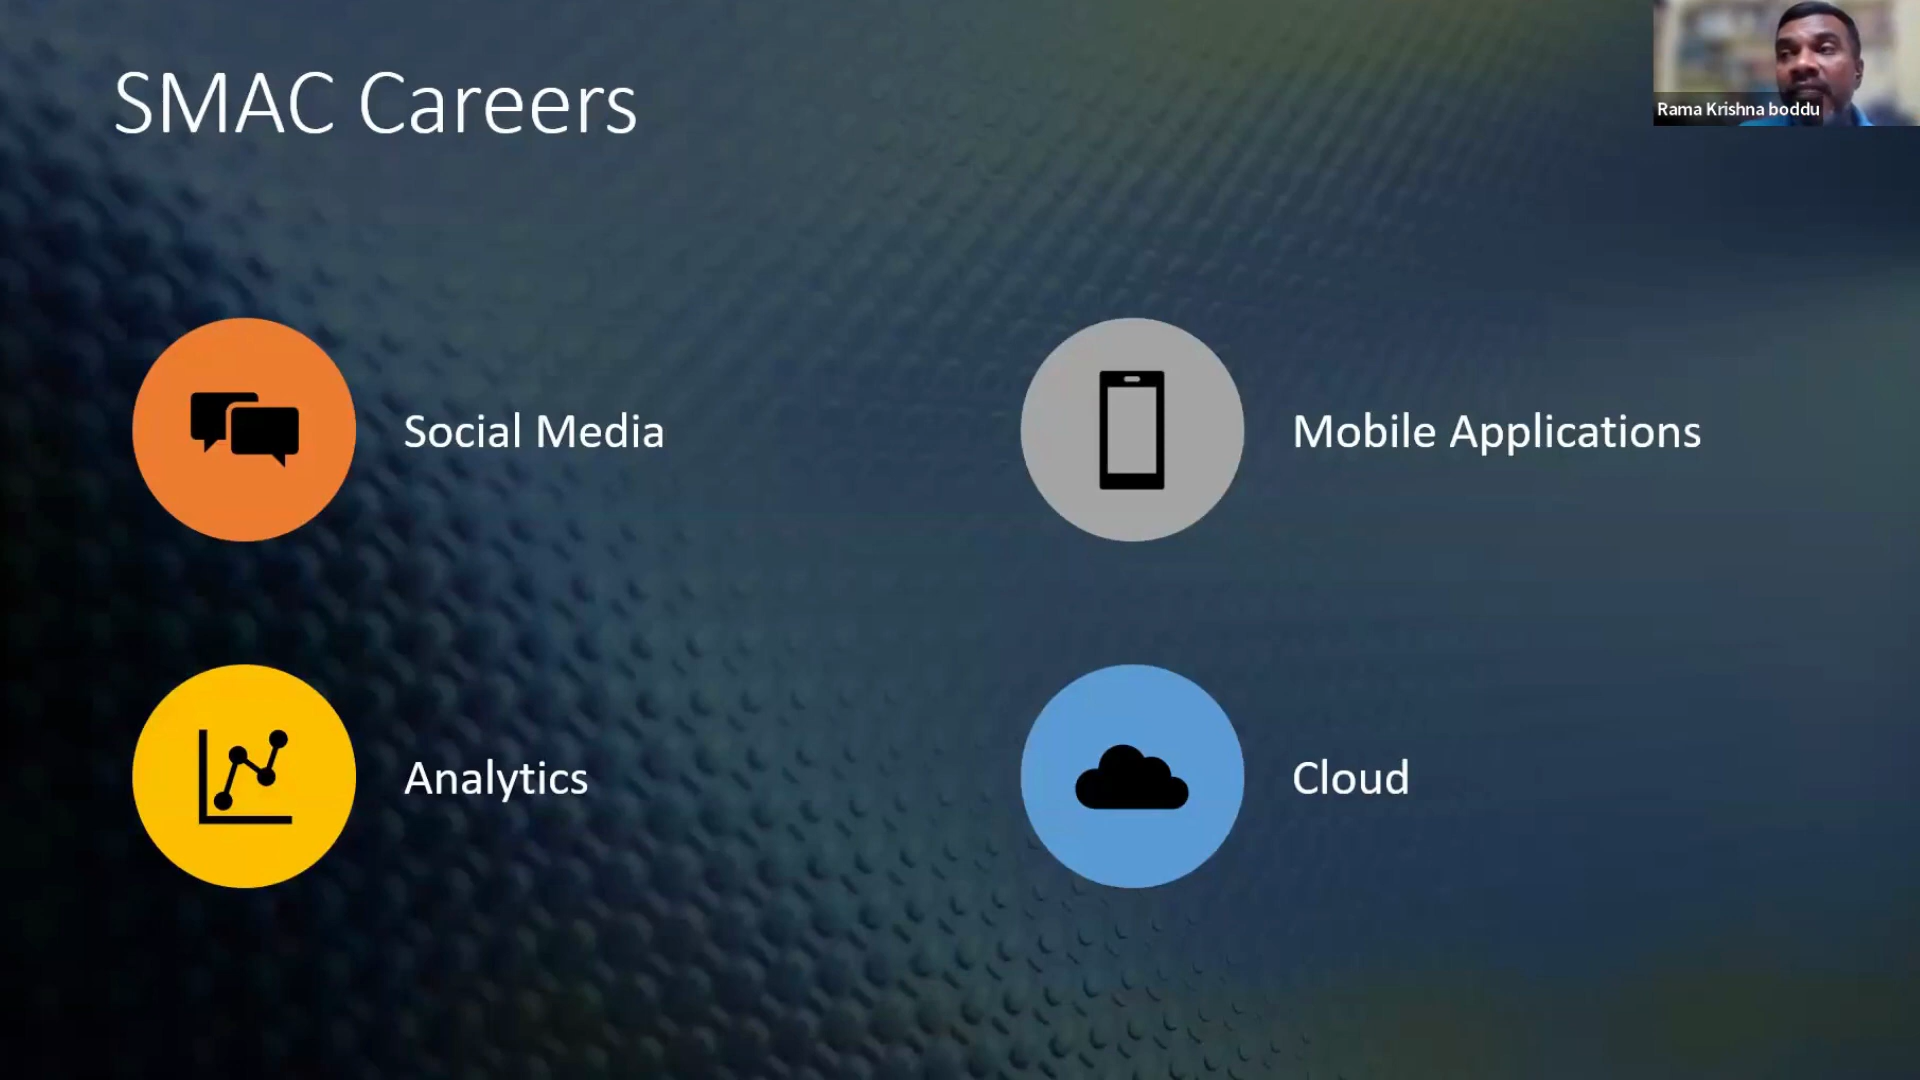 SMAC Careers
Rama Krishna boddu
Social Media
Mobile Applications
Analytics
Cloud